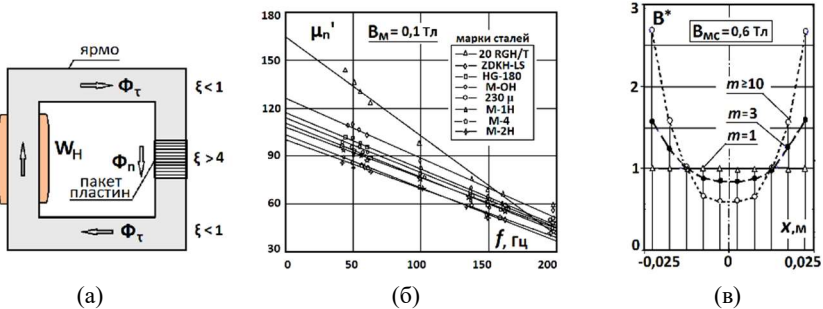 ярмо
Φτ
ξ<1
Wн
Φп
ξ>4
пакет
пластин
Φτ
ξ<1
(а)
μп'
Bм = 0,1 Тл
марки сталей
20 RGH/T
ZDKH-LS
HG-180
M-OH
230 μ
M-1H
M-4
M-2H
180
150
120
90
60
30
0
50
100
150
200
f, Гц
(б)
B*
Bмс = 0,6 Тл
3
2
1
0
m≥10
m=3
m=1
x,м
-0,025
0
0,025
(в)